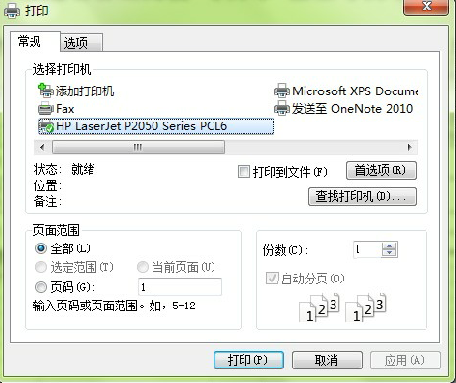 打印
常规 选项
选择打印机
添加打印机 Microsoft XPS Docume
Fax 发送至 OneNote 2010
HP LaserJet P2050 Series PCL6
状态: 就绪 打印到文件(F) 首选项(R)
位置:
备注: 查找打印机(D)...
页面范围
全部(L) 份数(C): 1
选定范围(T) 当前页面(U) 自动分页(O)
页码(G): 1
输入页码或页面范围。如, 5-12 1 2 3 1 2 3
打印(P) 取消 应用(A)